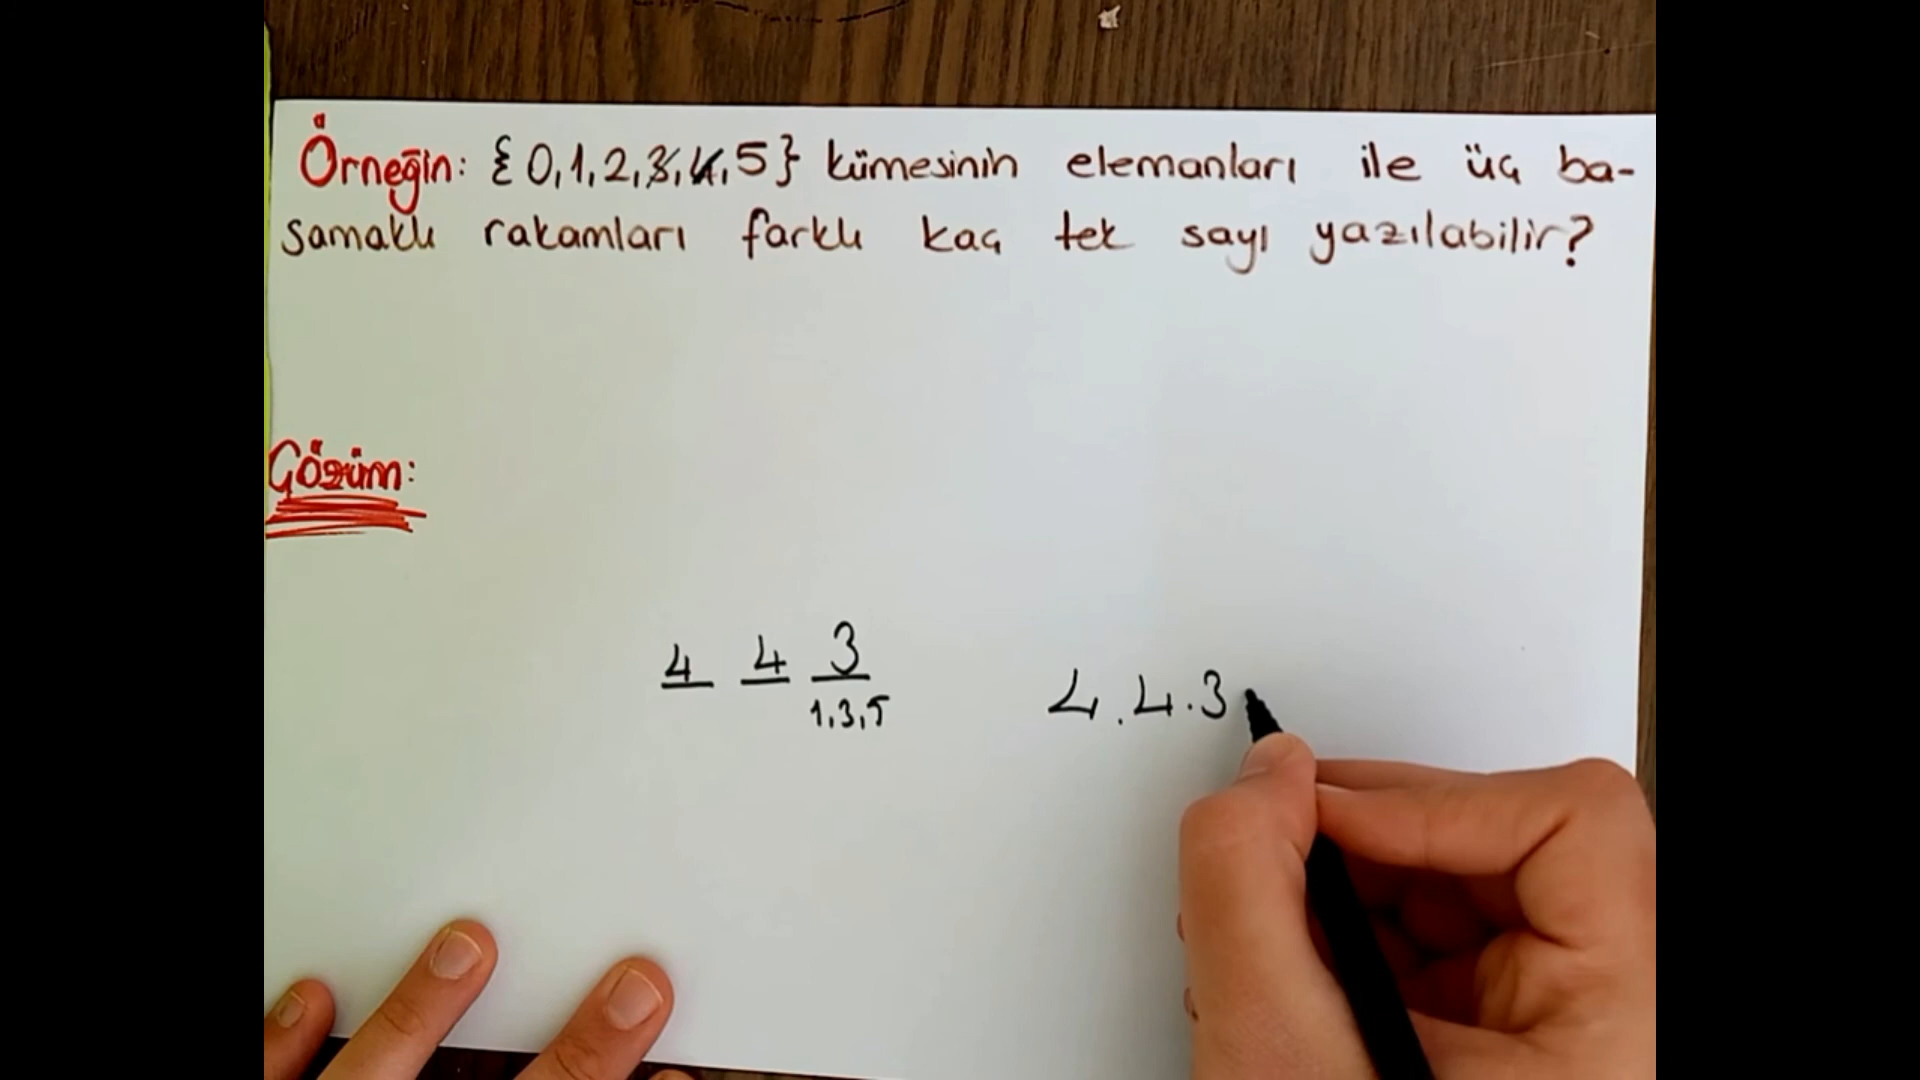 Örneğin: {0,1,2,3,4,5} kümesinin elemanları ile üç ba-
samaklı rakamları farklı kaç tek sayı yazılabilir?
Çözüm:
4 4 3
1,3,5
4.4.3